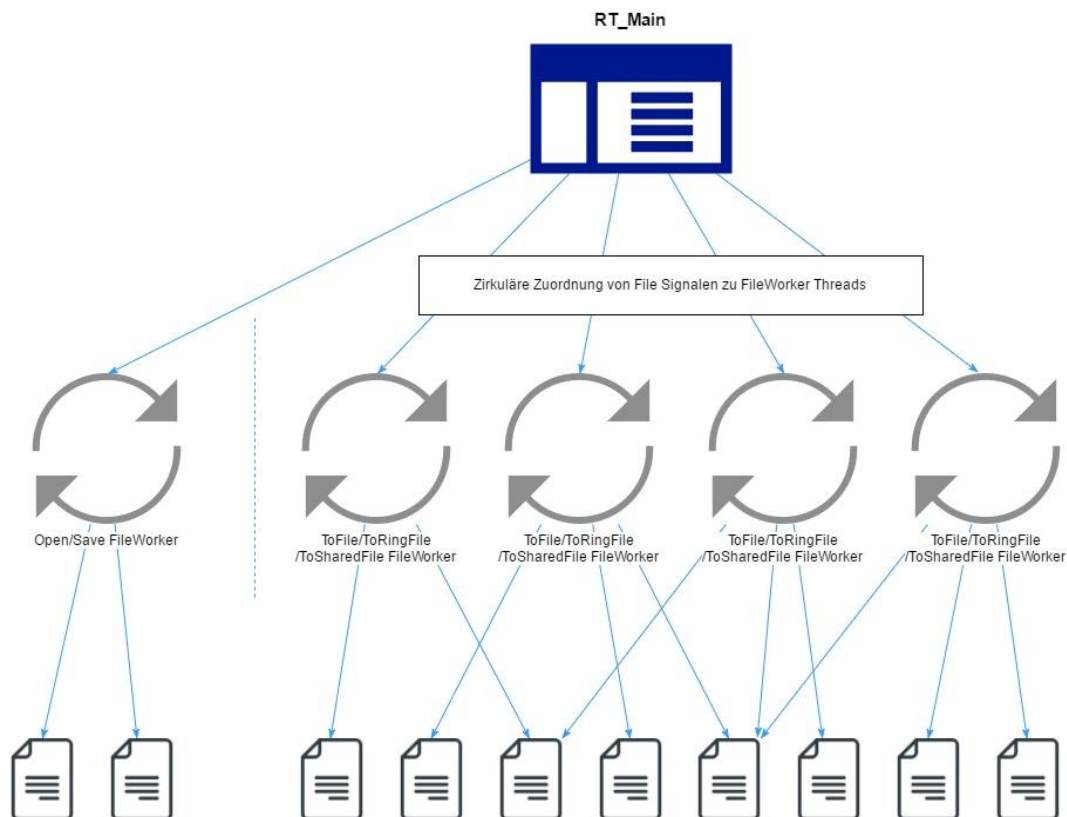 RT_Main
Zirkuläre Zuordnung von File Signalen zu FileWorker Threads
Open/Save FileWorker
ToFile/ToRingFile
/ToSharedFile FileWorker
ToFile/ToRingFile
/ToSharedFile FileWorker
ToFile/ToRingFile
/ToSharedFile FileWorker
ToFile/ToRingFile
/ToSharedFile FileWorker